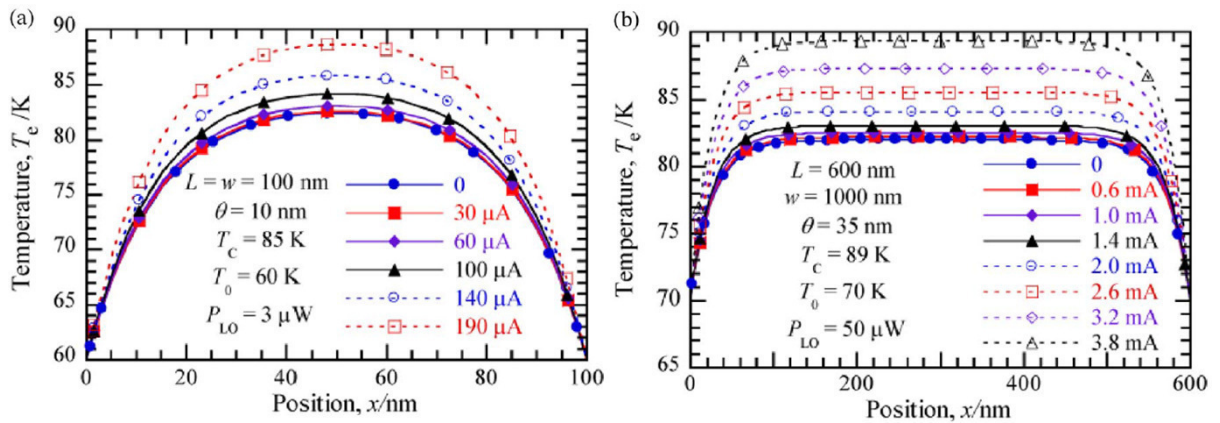 (a)
90
85
80
75
70
65
60
Temperature, Te /K
L = w = 100 nm
θ = 10 nm
TC = 85 K
T0 = 60 K
PLO = 3 µW
0
30 µA
60 µA
100 µA
140 µA
190 µA
0 20 40 60 80 100
Position, x/nm
(b)
90
85
80
75
70
65
Temperature, Te /K
L = 600 nm
w = 1000 nm
θ = 35 nm
TC = 89 K
T0 = 70 K
PLO = 50 µW
0
0.6 mA
1.0 mA
1.4 mA
2.0 mA
2.6 mA
3.2 mA
3.8 mA
0 200 400 600
Position, x/nm